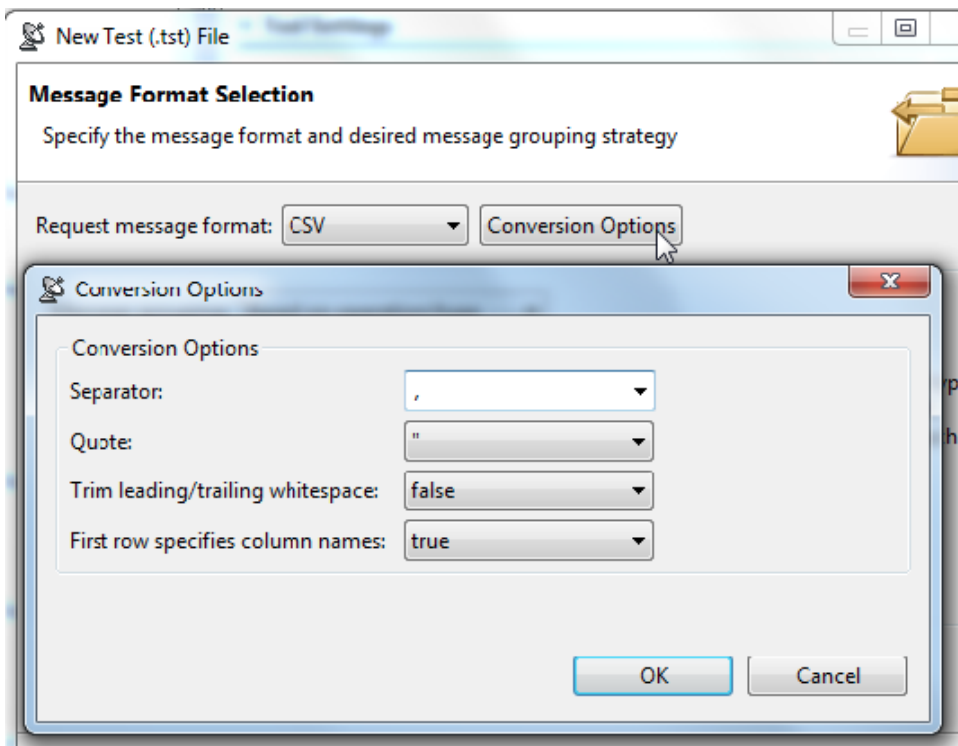 New Test (.tst) File
Message Format Selection
Specify the message format and desired message grouping strategy
Request message format: CSV Conversion Options
Conversion Options
Conversion Options
Separator: ,
Quote: "
Trim leading/trailing whitespace: false
First row specifies column names: true
OK Cancel